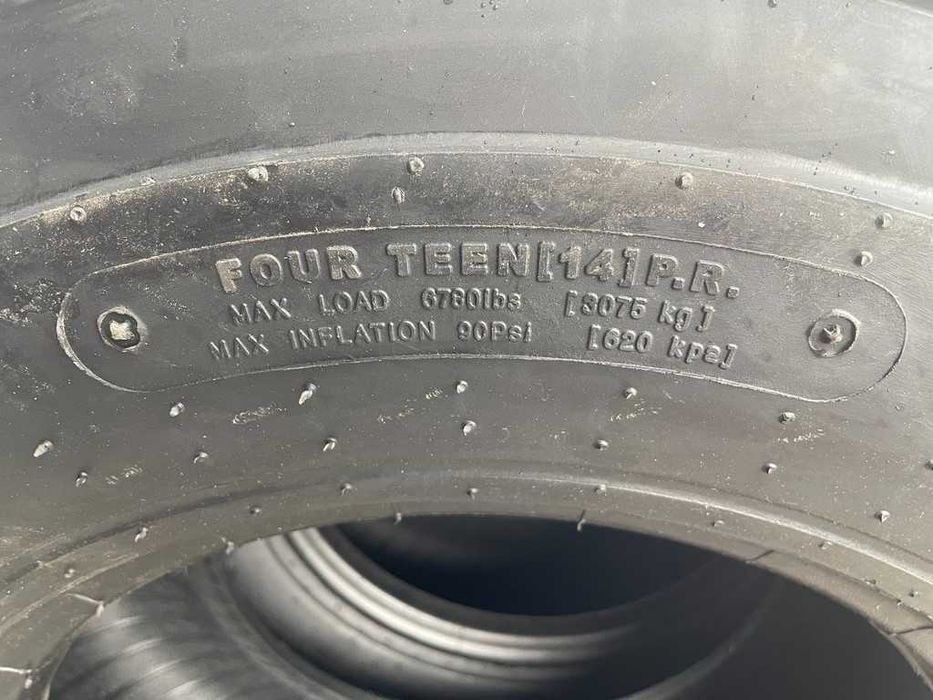 FOUR TEEN[14]P.R.
MAX LOAD 6780lbs [3075 kg]
MAX INFLATION 90Psi [620 kpa]